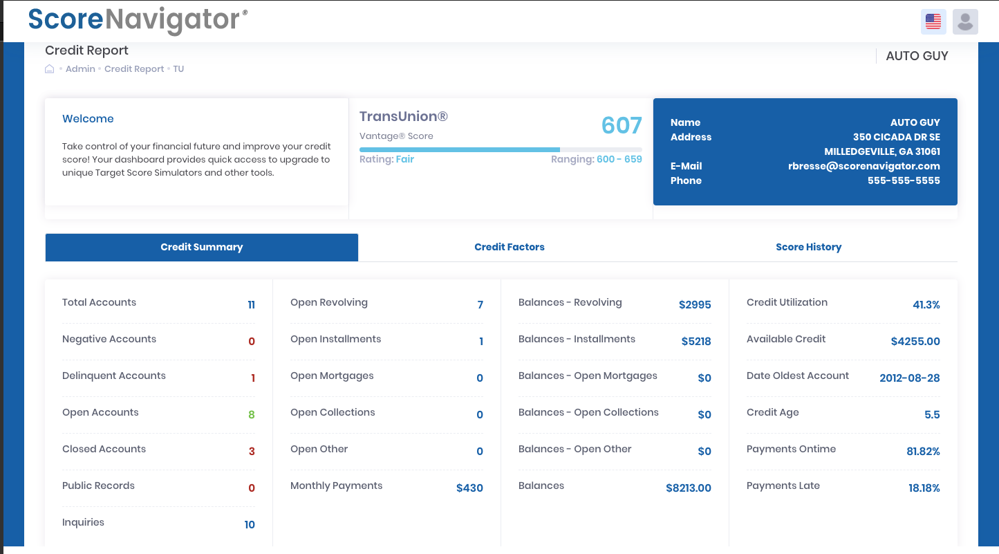 ScoreNavigator®
Credit Report
AUTO GUY
Admin • Credit Report • TU
Welcome
Take control of your financial future and improve your credit
score! Your dashboard provides quick access to upgrade to
unique Target Score Simulators and other tools.
TransUnion®
607
Vantage® Score
Rating: Fair
Ranging: 600 - 659
Name AUTO GUY
Address 350 CICADA DR SE
MILLEDGEVILLE, GA 31061
E-Mail rbresse@scorenavigator.com
Phone 555-555-5555
Credit Summary
Credit Factors
Score History
Total Accounts 11
Negative Accounts 0
Delinquent Accounts 1
Open Accounts 8
Closed Accounts 3
Public Records 0
Inquiries 10
Open Revolving 7
Open Installments 1
Open Mortgages 0
Open Collections 0
Open Other 0
Monthly Payments $430
Balances - Revolving $2995
Balances - Installments $5218
Balances - Open Mortgages $0
Balances - Open Collections $0
Balances - Open Other $0
Balances $8213.00
Credit Utilization 41.3%
Available Credit $4255.00
Date Oldest Account 2012-08-28
Credit Age 5.5
Payments Ontime 81.82%
Payments Late 18.18%